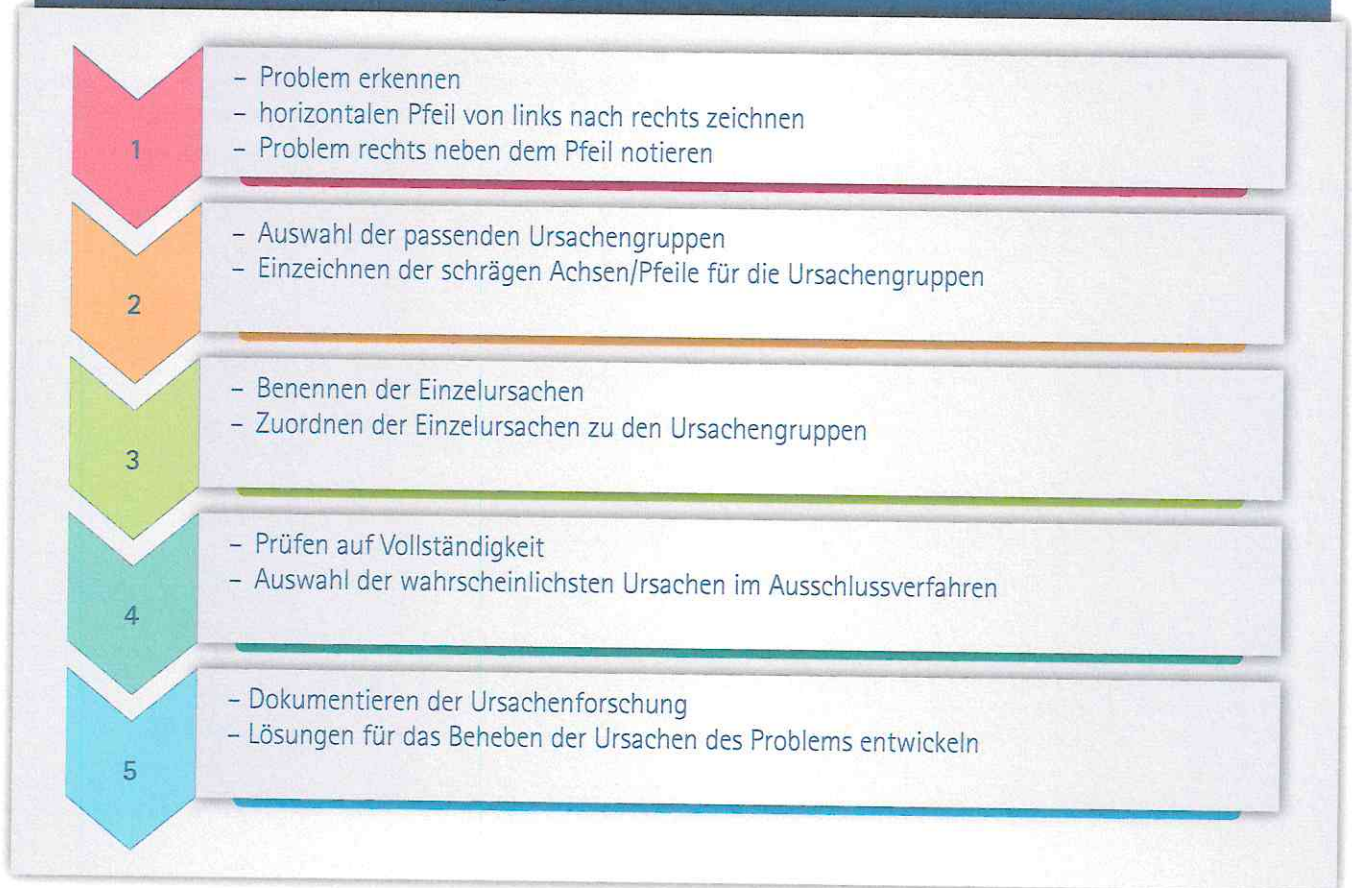 1
– Problem erkennen
– horizontalen Pfeil von links nach rechts zeichnen
– Problem rechts neben dem Pfeil notieren
2
– Auswahl der passenden Ursachengruppen
– Einzeichnen der schrägen Achsen/Pfeile für die Ursachengruppen
3
– Benennen der Einzelursachen
– Zuordnen der Einzelursachen zu den Ursachengruppen
4
– Prüfen auf Vollständigkeit
– Auswahl der wahrscheinlichsten Ursachen im Ausschlussverfahren
5
– Dokumentieren der Ursachenforschung
– Lösungen für das Beheben der Ursachen des Problems entwickeln